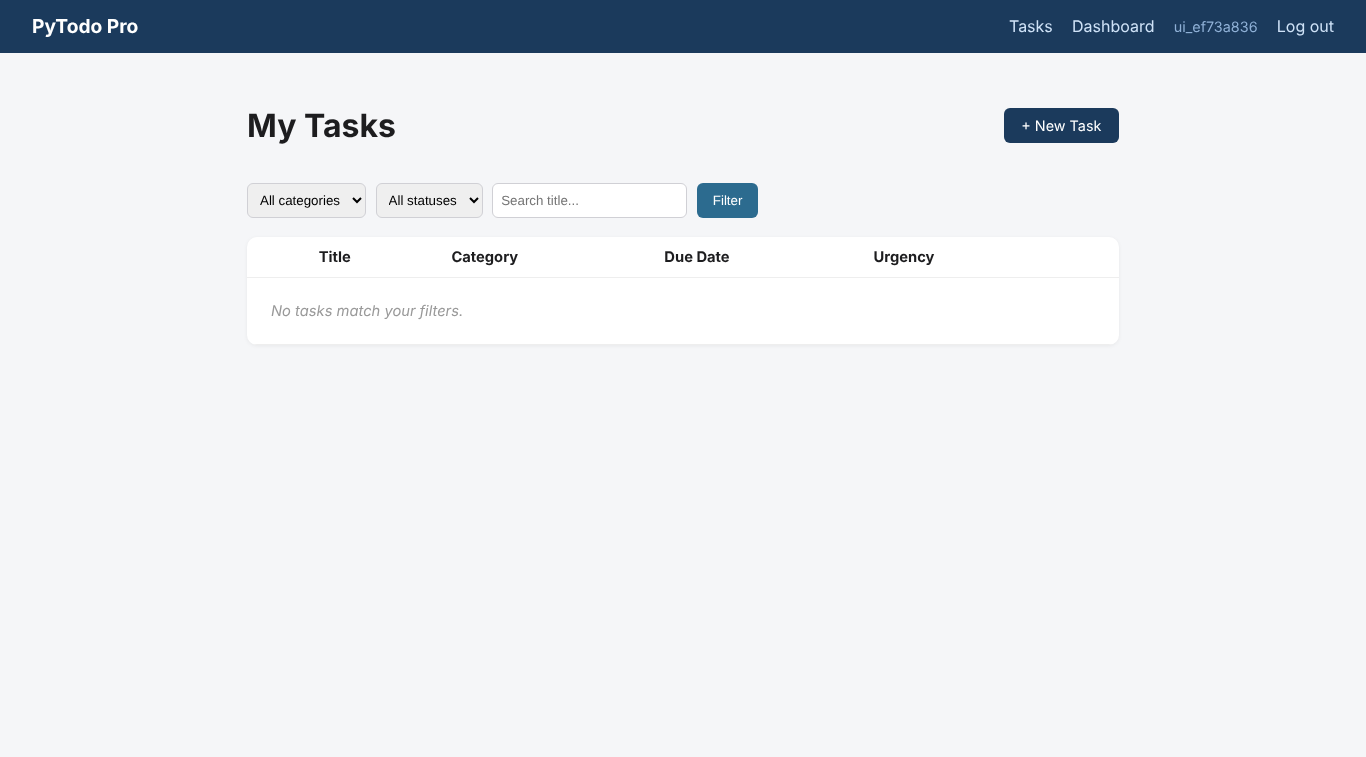 PyTodo Pro Tasks Dashboard ui_ef73a836 Log out
My Tasks + New Task
All categories All statuses Search title... Filter
Title Category Due Date Urgency
No tasks match your filters.